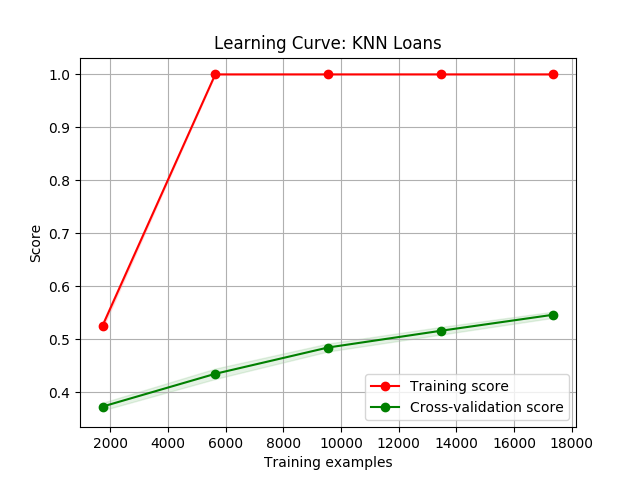 Learning Curve: KNN Loans
1.0
0.9
0.8
0.7
0.6
0.5
0.4
Score
Training score
Cross-validation score
2000 4000 6000 8000 10000 12000 14000 16000 18000
Training examples